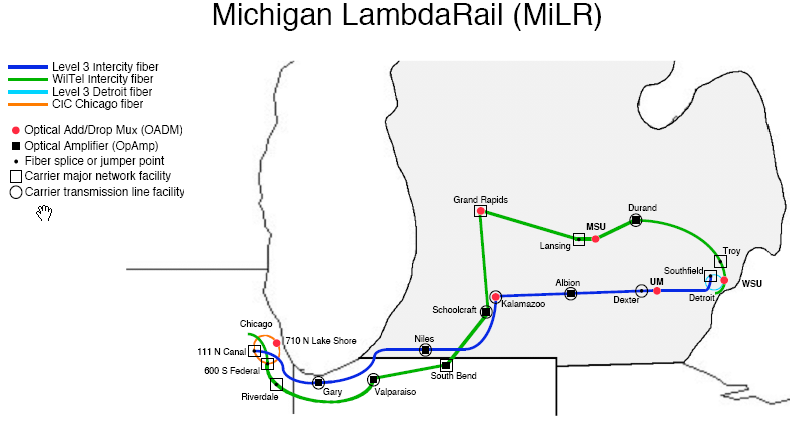 Michigan LambdaRail (MiLR)
Level 3 Intercity fiber
WilTel Intercity fiber
Level 3 Detroit fiber
CIC Chicago fiber
Optical Add/Drop Mux (OADM)
Optical Amplifier (OpAmp)
Fiber splice or jumper point
Carrier major network facility
Carrier transmission line facility
Grand Rapids
Durand
MSU
Lansing
Troy
Southfield
WSU
Detroit
UM
Albion
Dexter
Kalamazoo
Schoolcraft
Chicago
710 N Lake Shore
111 N Canal
Niles
600 S Federal
South Bend
Riverdale
Gary
Valparaiso